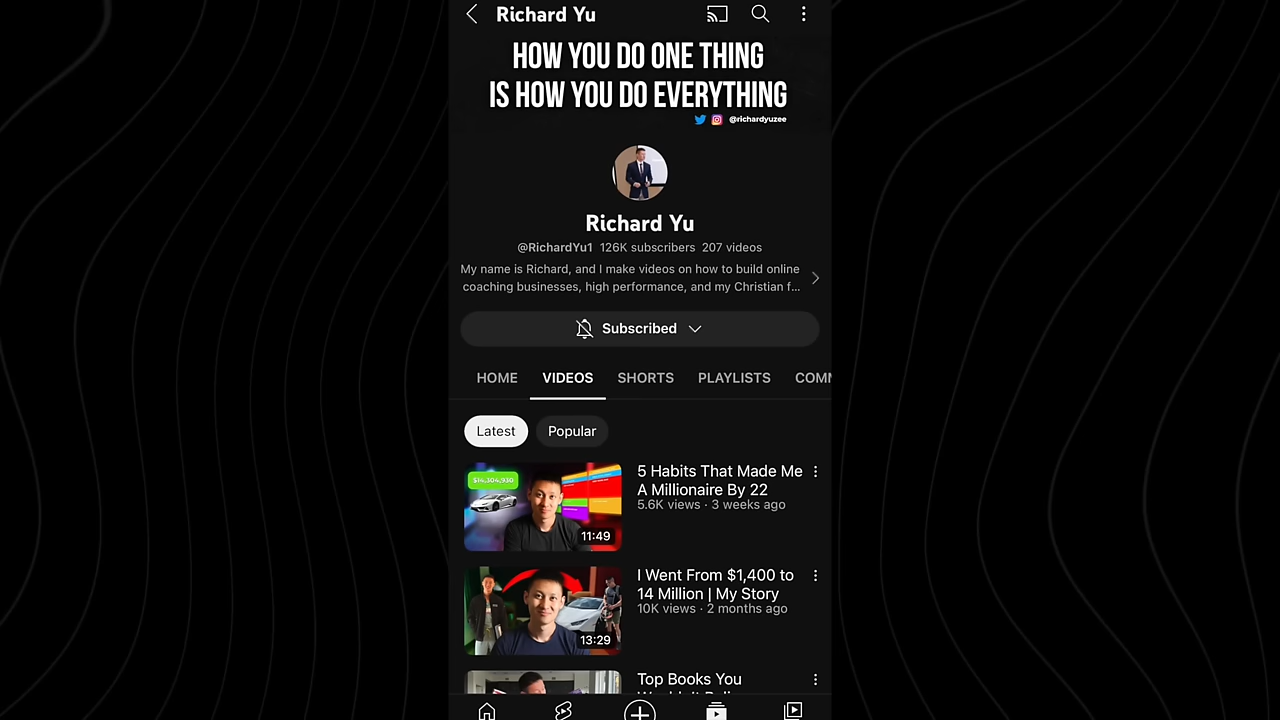 Richard Yu
HOW YOU DO ONE THING
IS HOW YOU DO EVERYTHING
@richardyuzee
Richard Yu
@RichardYu1 126K subscribers 207 videos
My name is Richard, and I make videos on how to build online
coaching businesses, high performance, and my Christian f...
Subscribed
HOME VIDEOS SHORTS PLAYLISTS COMM
Latest Popular
$14,304,930
11:49
5 Habits That Made Me
A Millionaire By 22
5.6K views · 3 weeks ago
13:29
I Went From $1,400 to
14 Million | My Story
10K views · 2 months ago
Top Books You